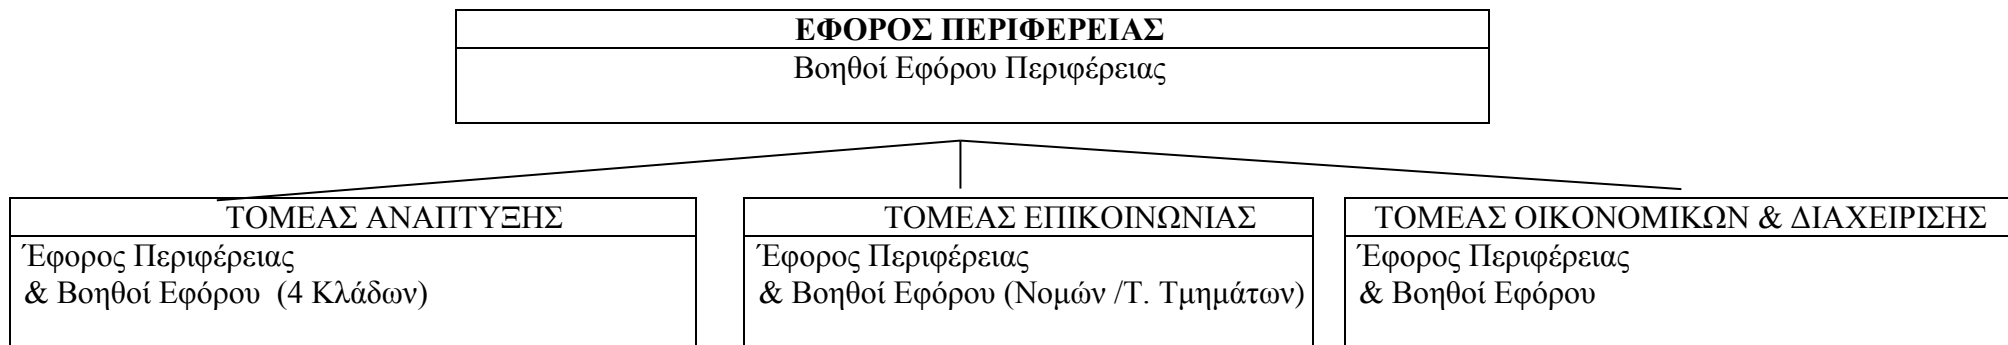 ΕΦΟΡΟΣ ΠΕΡΙΦΕΡΕΙΑΣ
Βοηθοί Εφόρου Περιφέρειας
ΤΟΜΕΑΣ ΑΝΑΠΤΥΞΗΣ
Έφορος Περιφέρειας
& Βοηθοί Εφόρου (4 Κλάδων)
ΤΟΜΕΑΣ ΕΠΙΚΟΙΝΩΝΙΑΣ
Έφορος Περιφέρειας
& Βοηθοί Εφόρου (Νομών /Τ. Τμημάτων)
ΤΟΜΕΑΣ ΟΙΚΟΝΟΜΙΚΩΝ & ΔΙΑΧΕΙΡΙΣΗΣ
Έφορος Περιφέρειας
& Βοηθοί Εφόρου